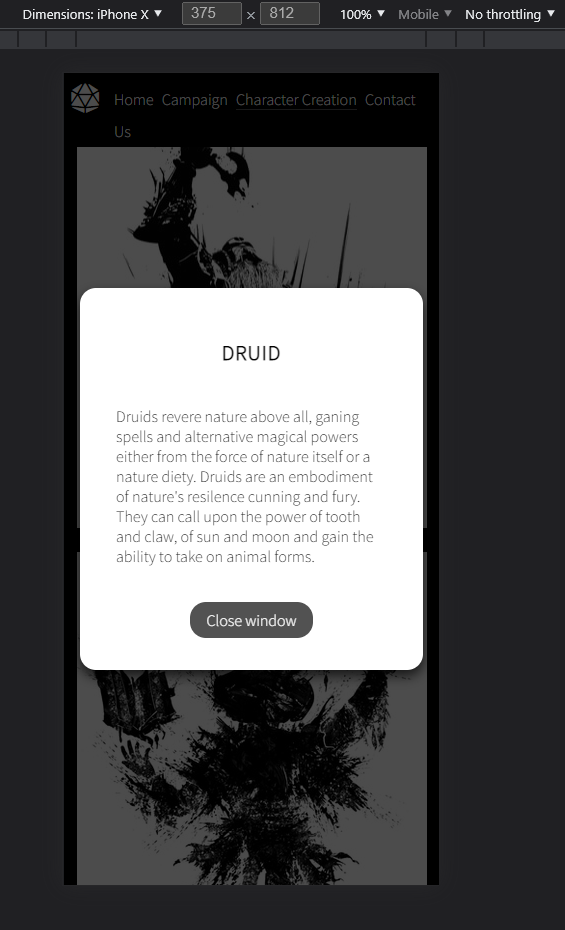 Dimensions: iPhone X ▼ 375 × 812 100% ▼ Mobile ▼ No throttling ▼
Home Campaign Character Creation Contact
Us
DRUID
Druids revere nature above all, ganing
spells and alternative magical powers
either from the force of nature itself or a
nature diety. Druids are an embodiment
of nature's resilence cunning and fury.
They can call upon the power of tooth
and claw, of sun and moon and gain the
ability to take on animal forms.
Close window